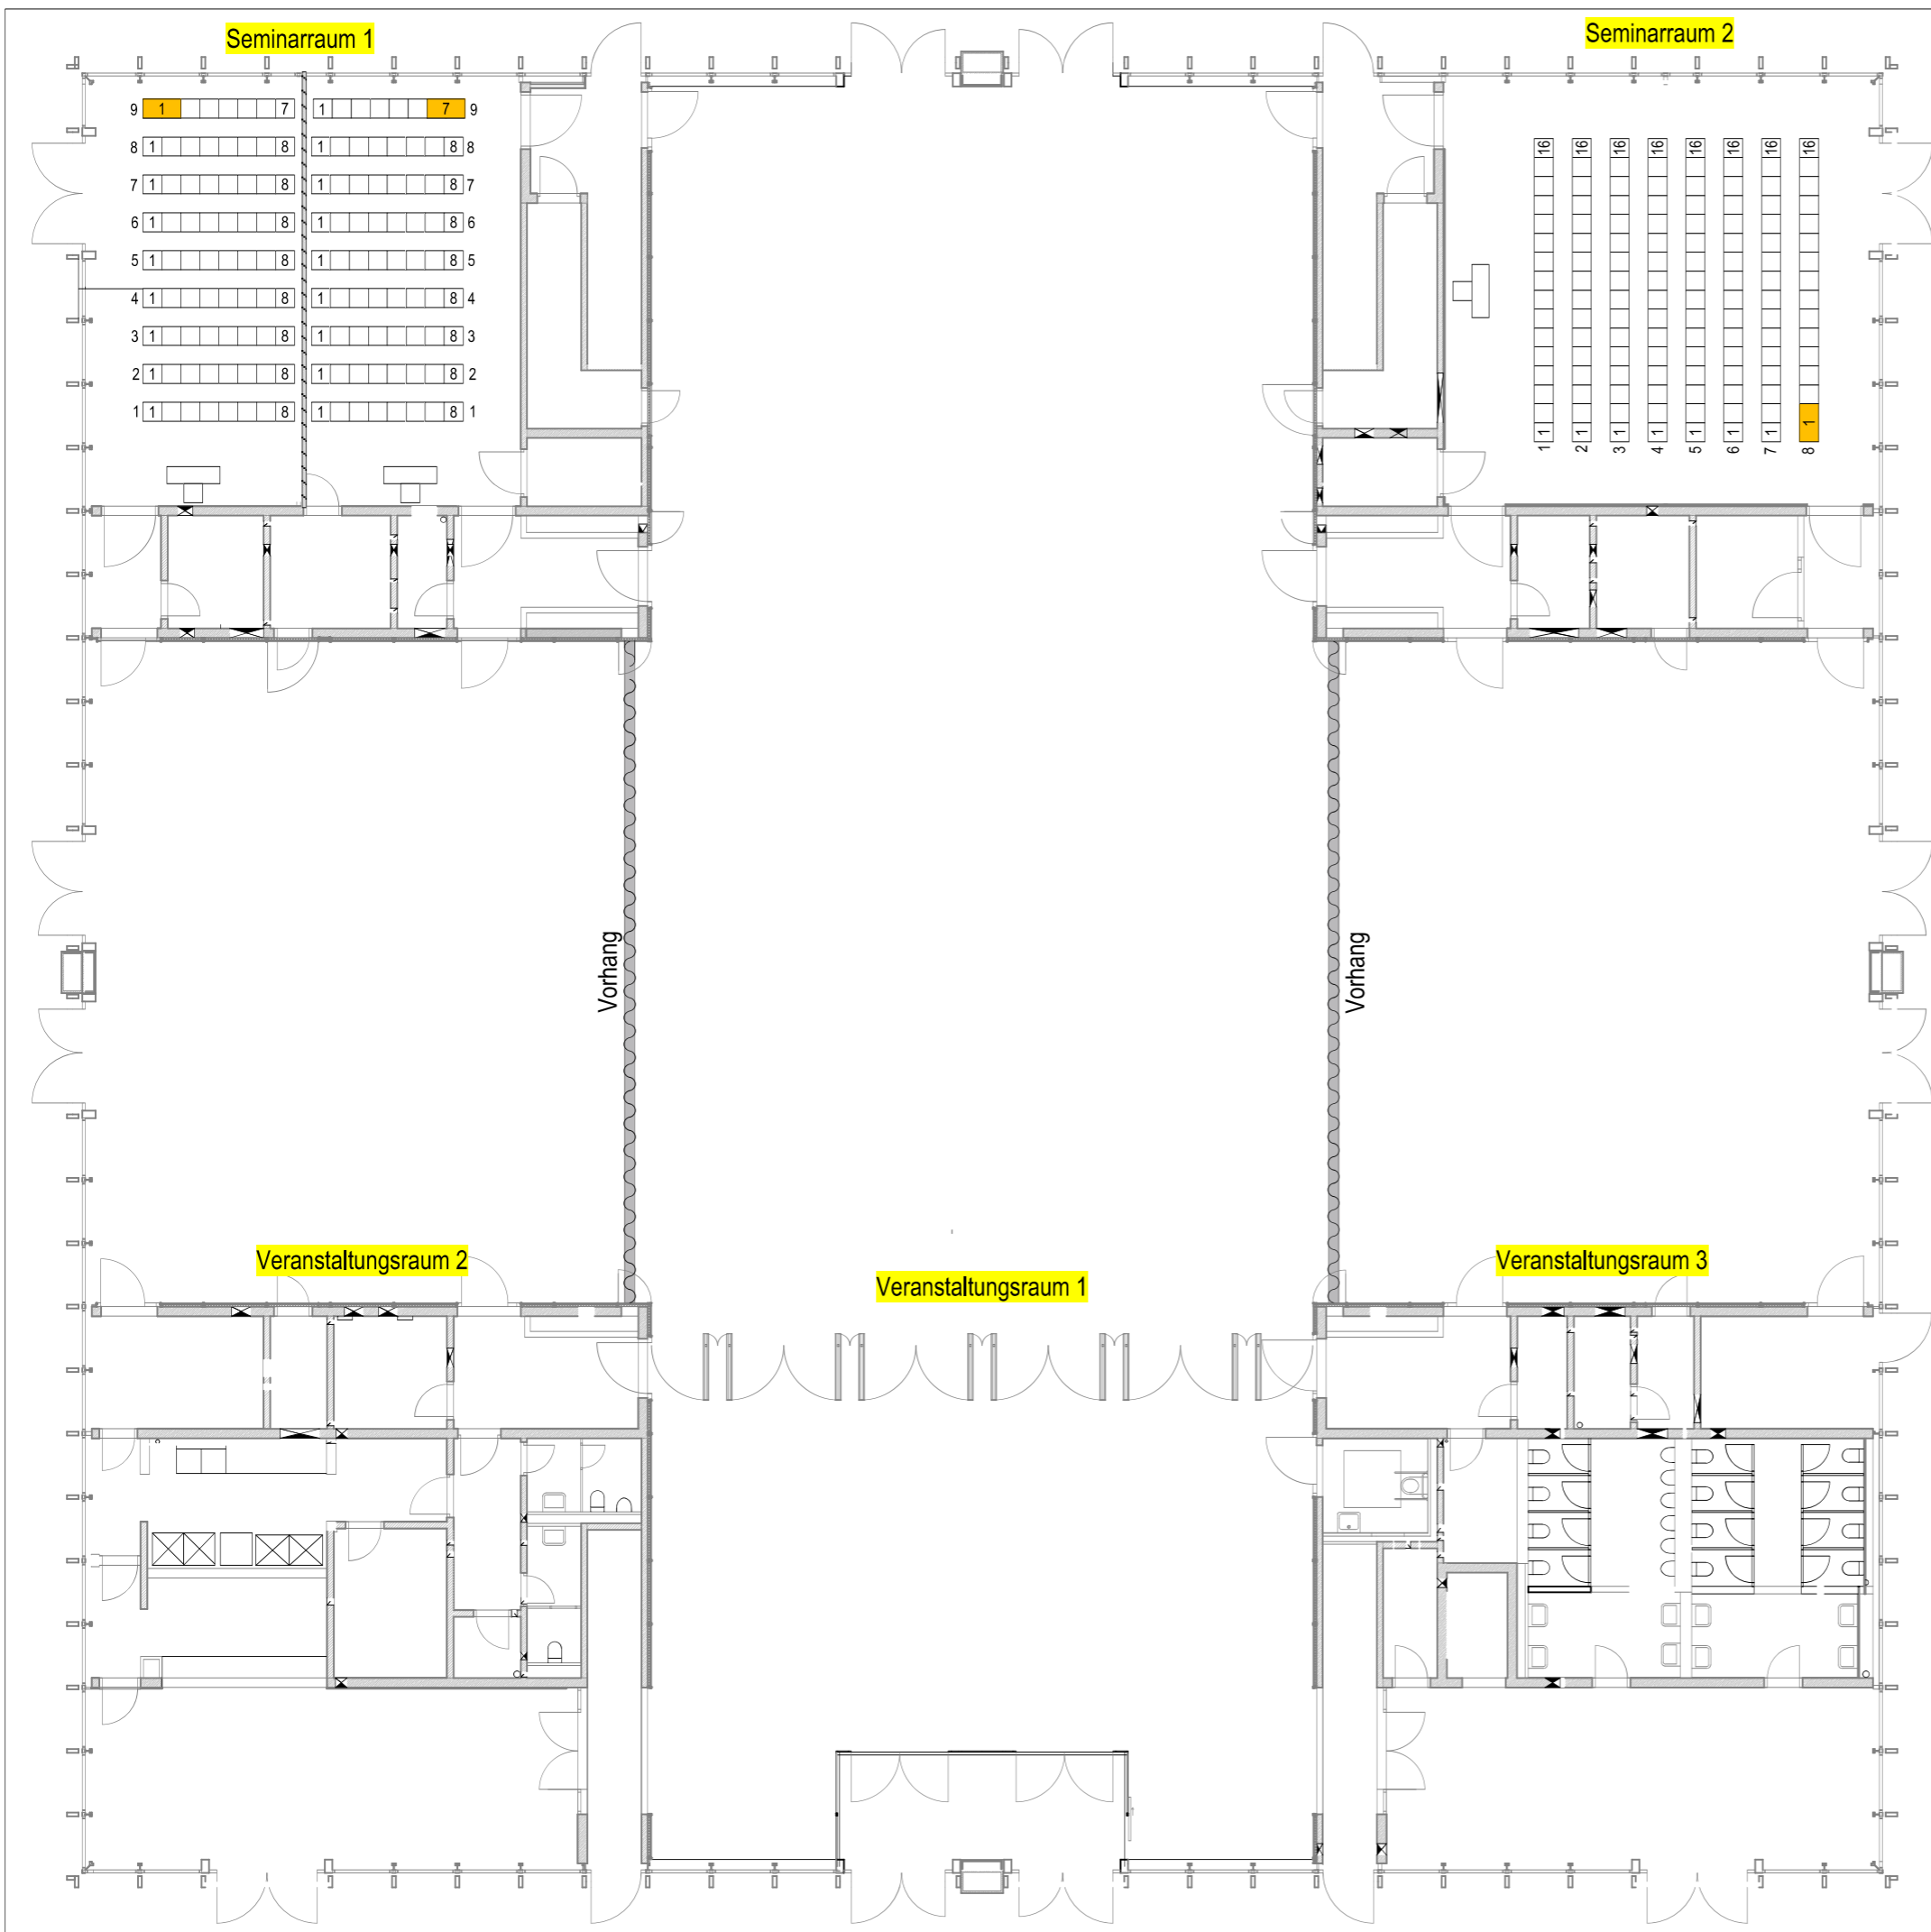 Seminarraum 1
Seminarraum 2
9 1 7 1 7 9
8 1 8 1 8 8
7 1 8 1 8 7
6 1 8 1 8 6
5 1 8 1 8 5
4 1 8 1 8 4
3 1 8 1 8 3
2 1 8 1 8 2
1 1 8 1 8 1
16 16 16 16 16 16 16 16
1 1 1 1 1 1 1 1
1 2 3 4 5 6 7 8
Vorhang
Vorhang
Veranstaltungsraum 2
Veranstaltungsraum 1
Veranstaltungsraum 3